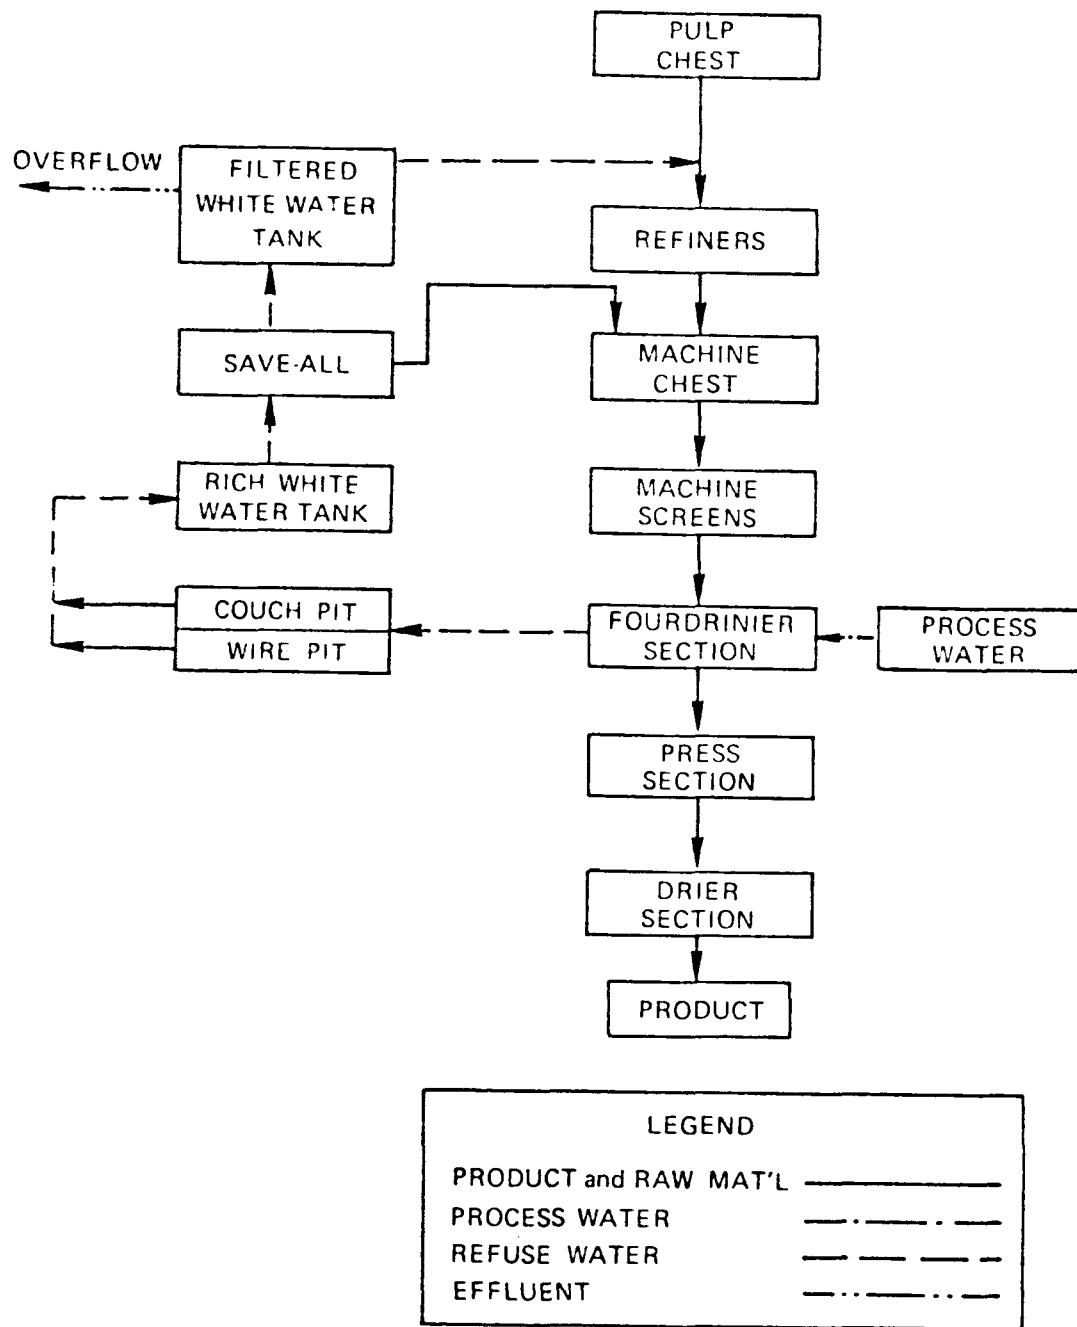 PULP
CHEST
OVERFLOW
FILTERED
WHITE WATER
TANK
REFINERS
SAVE-ALL
MACHINE
CHEST
RICH WHITE
WATER TANK
MACHINE
SCREENS
COUCH PIT
WIRE PIT
FOURDRINIER
SECTION
PROCESS
WATER
PRESS
SECTION
DRIER
SECTION
PRODUCT
LEGEND
PRODUCT and RAW MAT'L
PROCESS WATER
REFUSE WATER
EFFLUENT